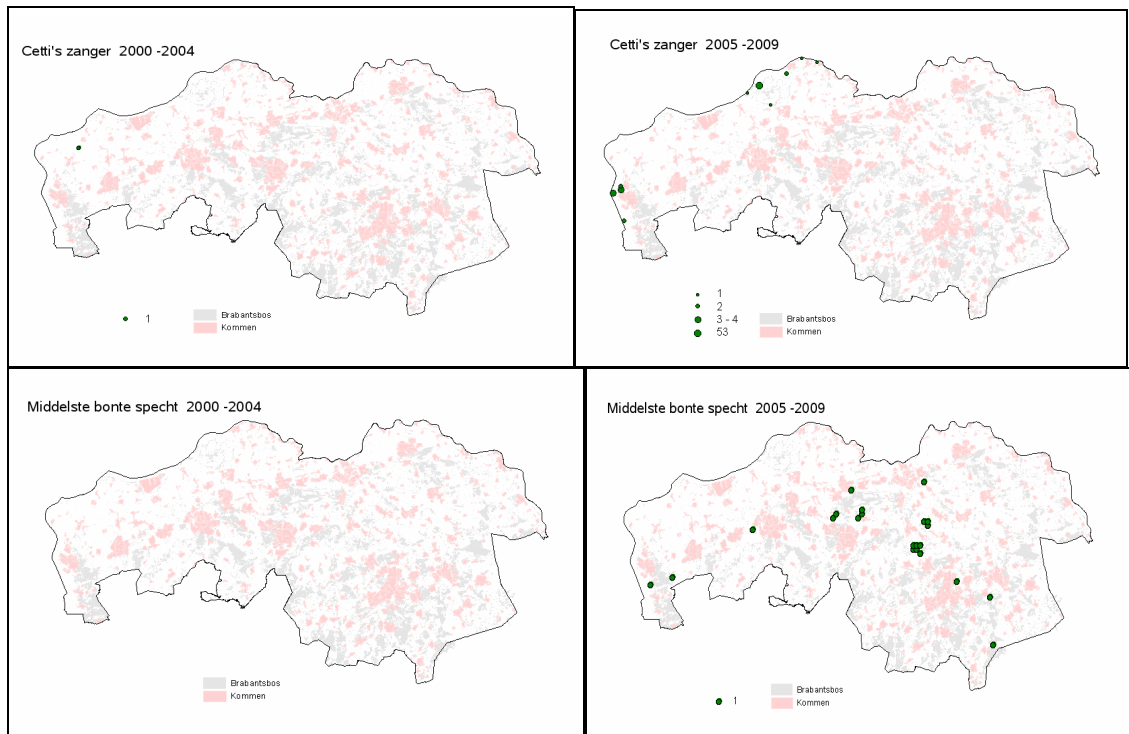 Cetti's zanger 2000 -2004
1
Brabantsbos
Kommen
Cetti's zanger 2005 -2009
1
2
3 - 4
53
Brabantsbos
Kommen
Middelste bonte specht 2000 -2004
Brabantsbos
Kommen
Middelste bonte specht 2005 -2009
1
Brabantsbos
Kommen